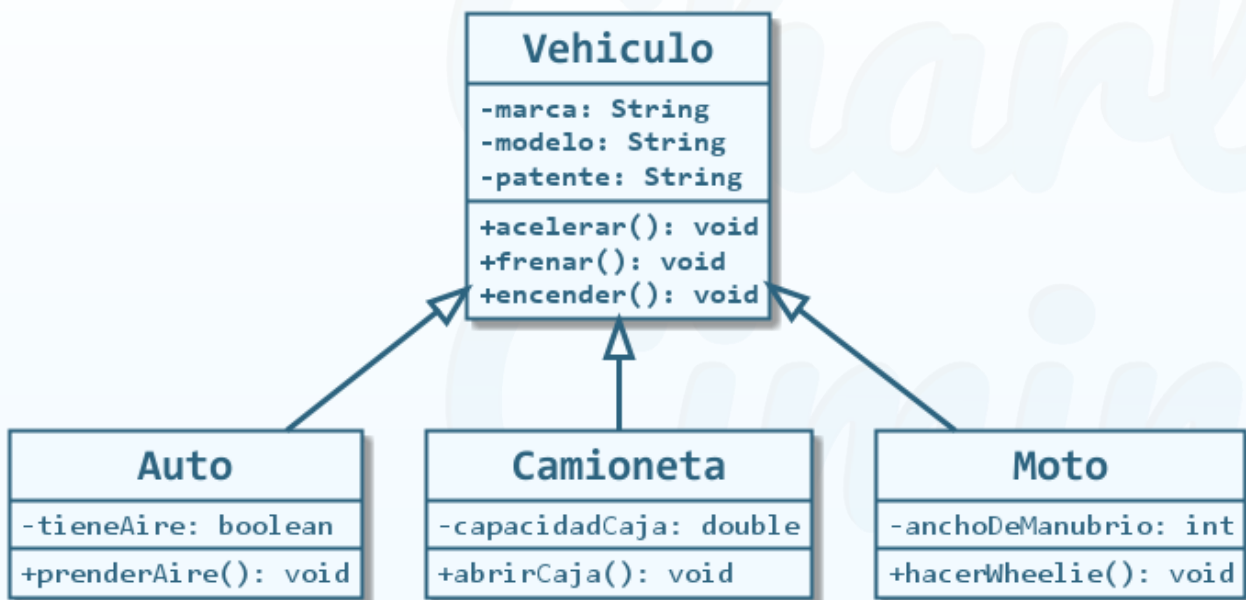 Vehiculo
-marca: String
-modelo: String
-patente: String
+acelerar(): void
+frenar(): void
+encender(): void
Auto
-tieneAire: boolean
+prenderAire(): void
Camioneta
-capacidadCaja: double
+abrirCaja(): void
Moto
-anchoDeManubrio: int
+hacerWheelie(): void